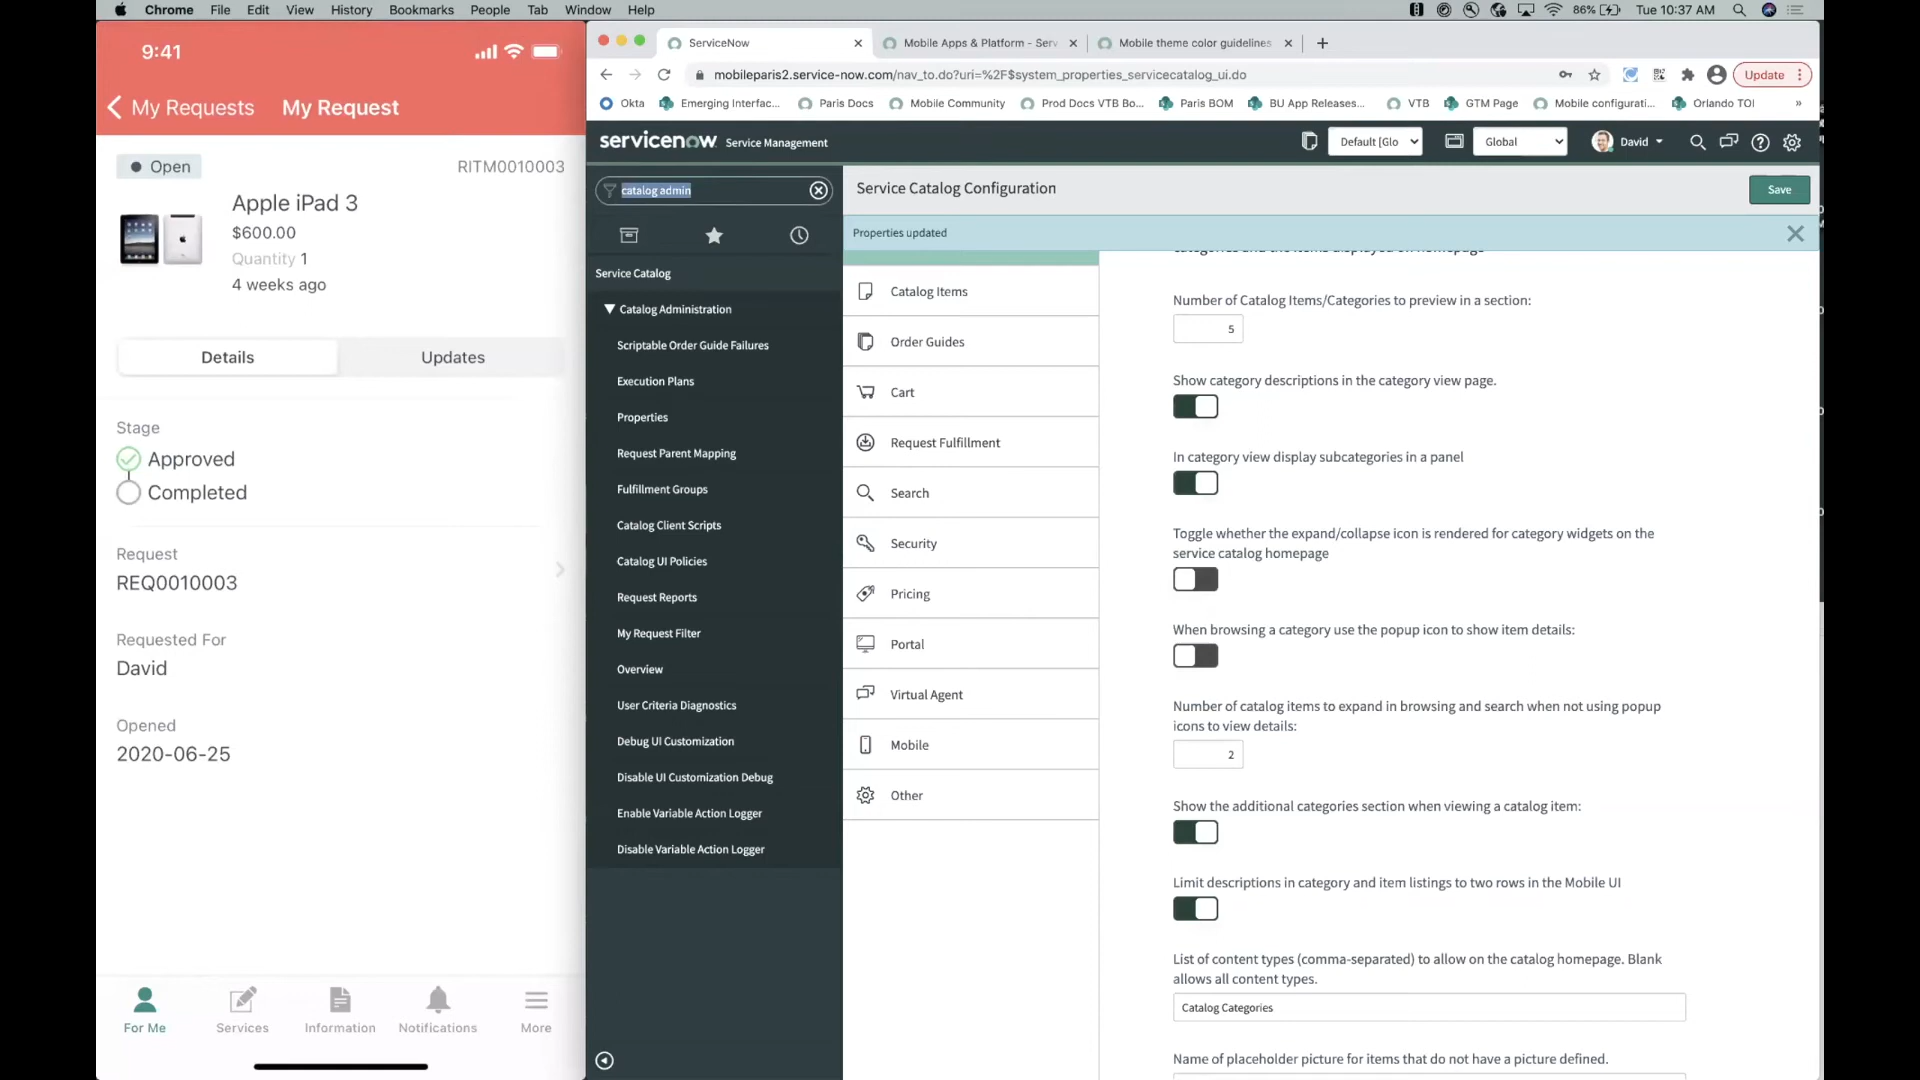 Chrome File Edit View History Bookmarks People Tab Window Help
86% Tue 10:37 AM
9:41
My Requests My Request
Open RITM0010003
Apple iPad 3
$600.00
Quantity 1
4 weeks ago
Details Updates
Stage
Approved
Completed
Request
REQ0010003
Requested For
David
Opened
2020-06-25
For Me Services Information Notifications More
ServiceNow
Mobile Apps & Platform - Serv
Mobile theme color guidelines
mobileparis2.service-now.com/nav_to.do?uri=%2F$system_properties_servicecatalog_ui.do
Update
Okta Emerging Interfac... Paris Docs Mobile Community Prod Docs VTB Bo... Paris BOM BU App Releases... VTB GTM Page Mobile configurati... Orlando TOI »
servicenow Service Management
Default [Glo Global David
catalog admin
Service Catalog
Catalog Administration
Scriptable Order Guide Failures
Execution Plans
Properties
Request Parent Mapping
Fulfillment Groups
Catalog Client Scripts
Catalog UI Policies
Request Reports
My Request Filter
Overview
User Criteria Diagnostics
Debug UI Customization
Disable UI Customization Debug
Enable Variable Action Logger
Disable Variable Action Logger
Service Catalog Configuration
Save
Properties updated
Catalog Items
Order Guides
Cart
Request Fulfillment
Search
Security
Pricing
Portal
Virtual Agent
Mobile
Other
Number of Catalog Items/Categories to preview in a section:
5
Show category descriptions in the category view page.
In category view display subcategories in a panel
Toggle whether the expand/collapse icon is rendered for category widgets on the
service catalog homepage
When browsing a category use the popup icon to show item details:
Number of catalog items to expand in browsing and search when not using popup
icons to view details:
2
Show the additional categories section when viewing a catalog item:
Limit descriptions in category and item listings to two rows in the Mobile UI
List of content types (comma-separated) to allow on the catalog homepage. Blank
allows all content types.
Catalog Categories
Name of placeholder picture for items that do not have a picture defined.